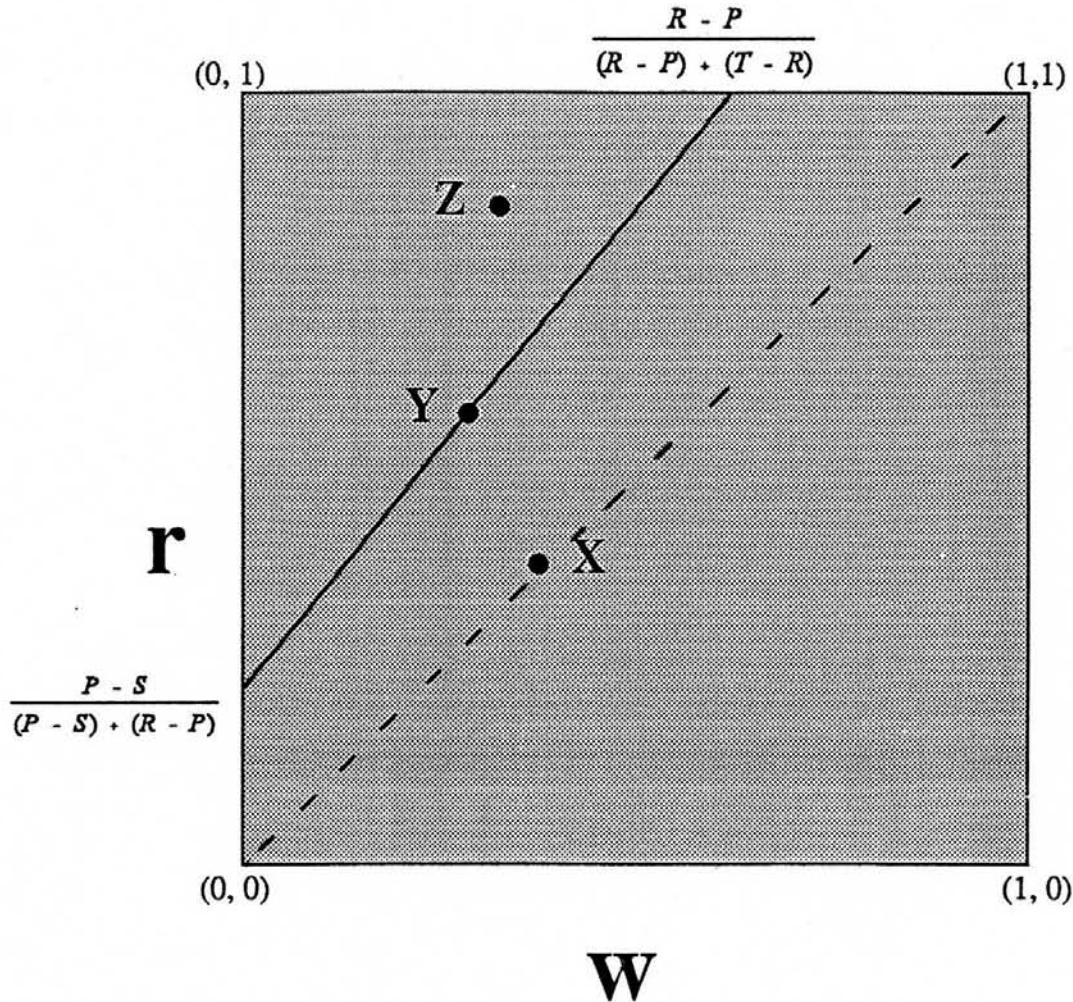 R - P
(R - P) + (T - R)
(0, 1)
(1,1)
Z
Y
X
r
P - S
(P - S) + (R - P)
(0, 0)
(1, 0)
w